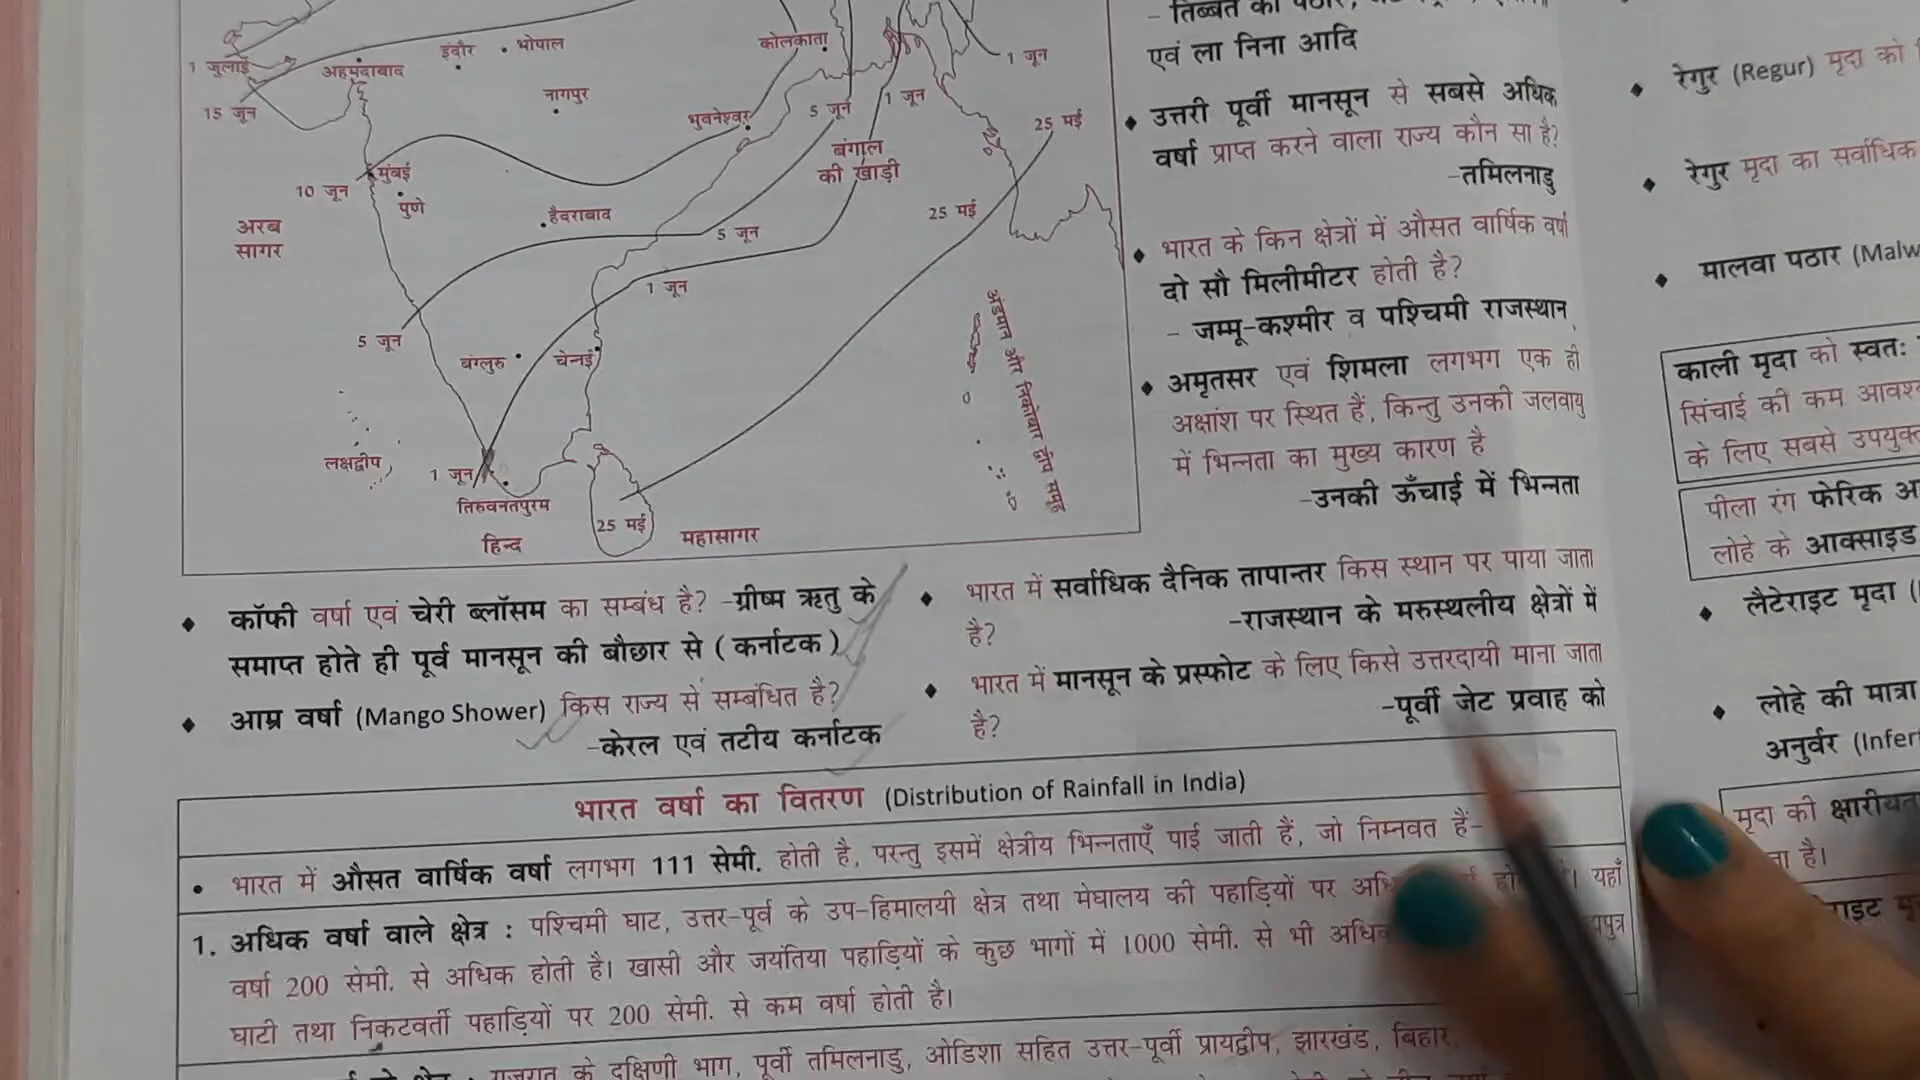 1 जुलाई
15 जून
अहमदाबाद
इंदौर
भोपाल
कोलकाता
1 जून
नागपुर
भुवनेश्वर
5 जून
1 जून
25 मई
बंगाल
की खाड़ी
10 जून
मुंबई
पुणे
हैदराबाद
25 मई
अरब
सागर
5 जून
1 जून
5 जून
बंग्लुरु
चेन्नई
अंडमान और निकोबार द्वीप समूह
लक्षद्वीप
1 जून
तिरुवनंतपुरम
25 मई
हिन्द
महासागर
एवं ला निना आदि
उत्तरी पूर्वी मानसून से सबसे अधिक
वर्षा प्राप्त करने वाला राज्य कौन सा है?
-तमिलनाडु
भारत के किन क्षेत्रों में औसत वार्षिक वर्षा
दो सौ मिलीमीटर होती है?
- जम्मू-कश्मीर व पश्चिमी राजस्थान
अमृतसर एवं शिमला लगभग एक ही
अक्षांश पर स्थित हैं, किन्तु उनकी जलवायु
में भिन्नता का मुख्य कारण है
-उनकी ऊँचाई में भिन्नता
कॉफी वर्षा एवं चेरी ब्लॉसम का सम्बंध है? -ग्रीष्म ऋतु के
समाप्त होते ही पूर्व मानसून की बौछार से (कर्नाटक)
आम्र वर्षा (Mango Shower) किस राज्य से सम्बंधित है?
-केरल एवं तटीय कर्नाटक
भारत में सर्वाधिक दैनिक तापान्तर किस स्थान पर पाया जाता
है? -राजस्थान के मरुस्थलीय क्षेत्रों में
भारत में मानसून के प्रस्फोट के लिए किसे उत्तरदायी माना जाता
है? -पूर्वी जेट प्रवाह को
भारत वर्षा का वितरण (Distribution of Rainfall in India)
• भारत में औसत वार्षिक वर्षा लगभग 111 सेमी. होती है, परन्तु इसमें क्षेत्रीय भिन्नताएँ पाई जाती हैं, जो निम्नवत हैं-
1. अधिक वर्षा वाले क्षेत्र : पश्चिमी घाट, उत्तर-पूर्व के उप-हिमालयी क्षेत्र तथा मेघालय की पहाड़ियों पर यहाँ
वर्षा 200 सेमी. से अधिक होती है। खासी और जयंतिया पहाड़ियों के कुछ भागों में 1000 सेमी. से भी
घाटी तथा निकटवर्ती पहाड़ियों पर 200 सेमी. से कम वर्षा होती है।
गुजरात के दक्षिणी भाग, पूर्वी तमिलनाडु, ओडिशा सहित उत्तर-पूर्वी प्रायद्वीप, झारखंड, बिहार,
रेगुर (Regur) मृदा को
रेगुर मृदा का सर्वाधिक
मालवा पठार (Malw
काली मृदा को स्वतः
सिंचाई की कम
के लिए सबसे
पीला रंग फेरिक
लोहे के आक्साइड
लैटेराइट मृदा (
लोहे की मात्रा
अनुर्वर (Infer
मृदा की
है।